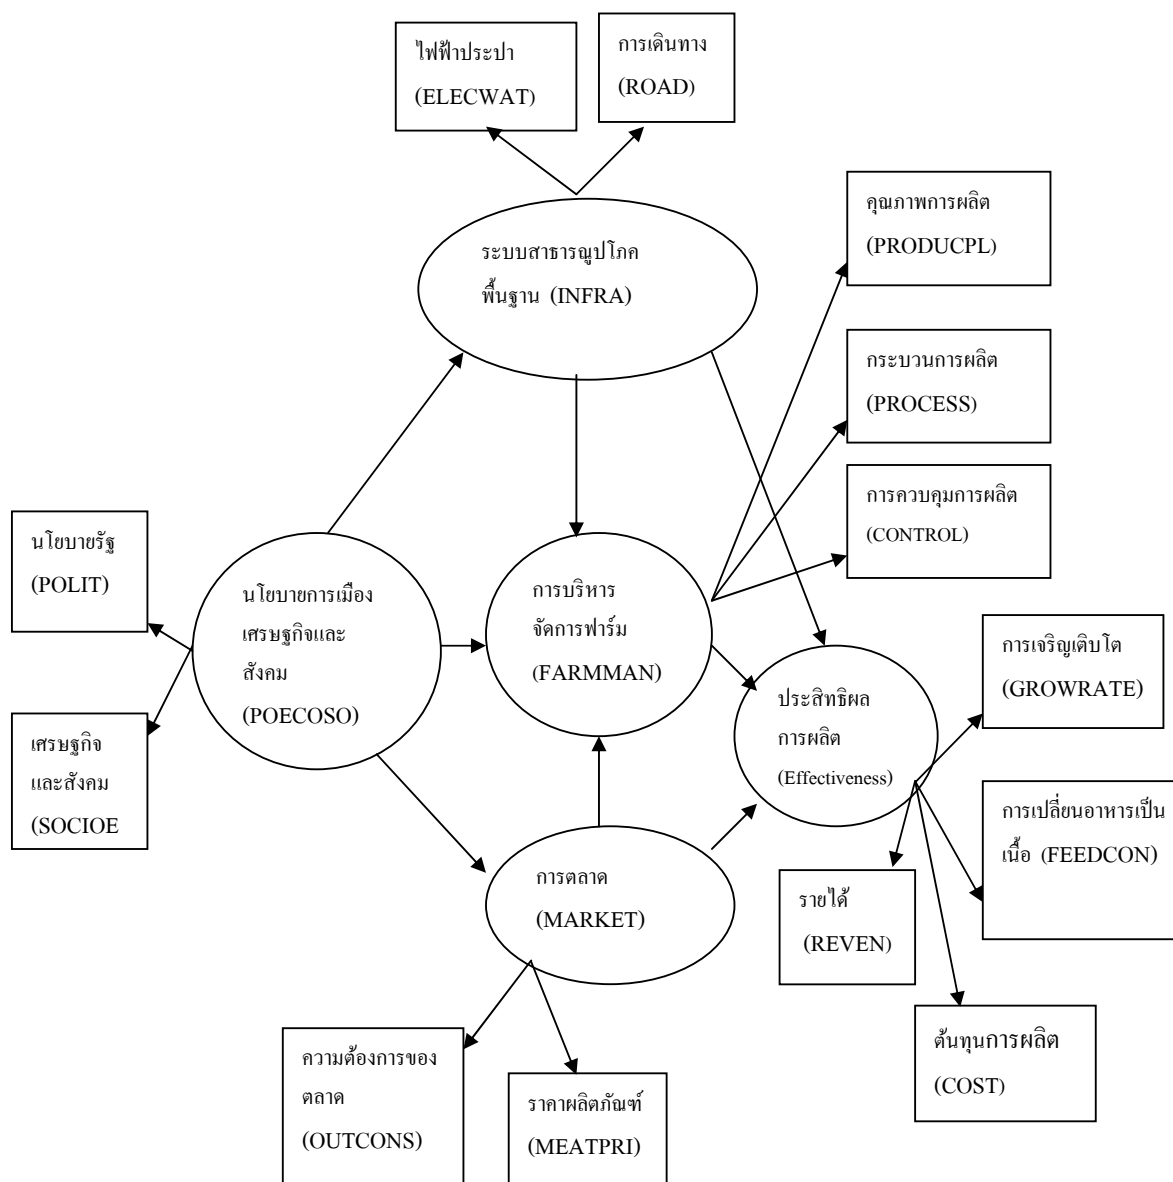 ไฟฟ้าประปา
(ELECWAT)
การเดินทาง
(ROAD)
คุณภาพการผลิต
(PRODUCPL)
ระบบสาธารณูปโภค
พื้นฐาน (INFRA)
กระบวนการผลิต
(PROCESS)
การควบคุมการผลิต
(CONTROL)
นโยบายรัฐ
(POLIT)
นโยบายการเมือง
เศรษฐกิจและ
สังคม
(POECOSO)
การบริหาร
จัดการฟาร์ม
(FARMMAN)
การเจริญเติบโต
(GROWRATE)
ประสิทธิผล
การผลิต
(Effectiveness)
เศรษฐกิจ
และสังคม
(SOCIOE
การเปลี่ยนอาหารเป็น
เนื้อ (FEEDCON)
การตลาด
(MARKET)
รายได้
(REVEN)
ต้นทุนการผลิต
(COST)
ความต้องการของ
ตลาด
(OUTCONS)
ราคาผลิตภัณฑ์
(MEATPRI)